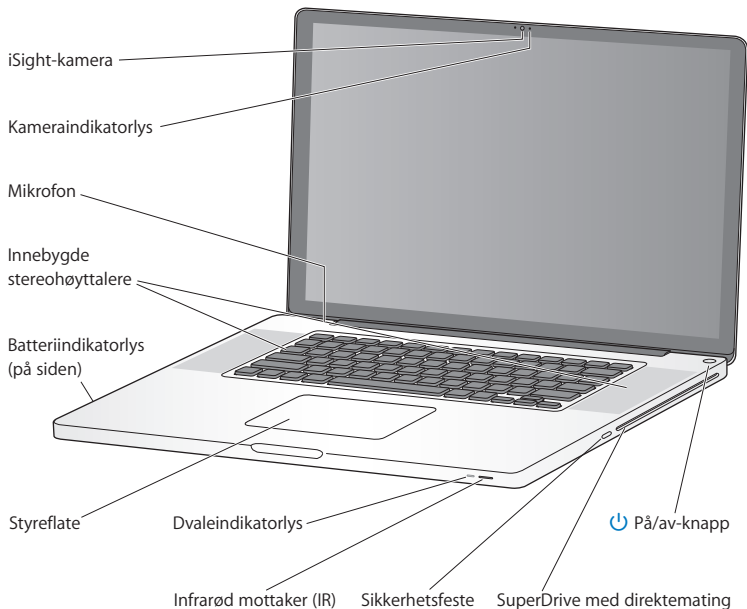 iSight-kamera
Kameraindikatorlys
Mikrofon
Innebygde
stereohøyttalere
Batteriindikatorlys
(på siden)
Styreflate
Dvaleindikatorlys
På/av-knapp
Infrarød mottaker (IR)
Sikkerhetsfeste
SuperDrive med direktemating